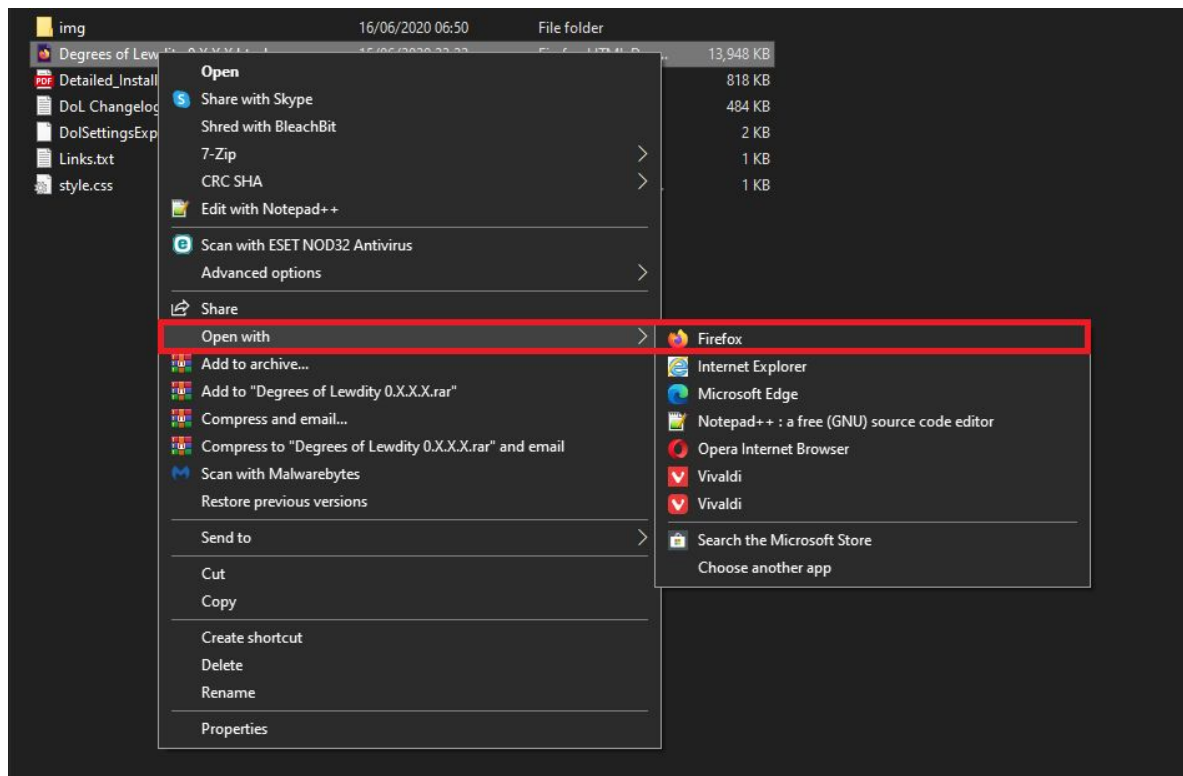 img 16/06/2020 06:50 File folder
Degrees of Lew 13,948 KB
Detailed_Install 818 KB
DoL Changelog 484 KB
DolSettingsExp 2 KB
Links.txt 1 KB
style.css 1 KB
Open
Share with Skype
Shred with BleachBit
7-Zip
CRC SHA
Edit with Notepad++
Scan with ESET NOD32 Antivirus
Advanced options
Share
Open with
Add to archive...
Add to "Degrees of Lewdity 0.X.X.X.rar"
Compress and email...
Compress to "Degrees of Lewdity 0.X.X.X.rar" and email
Scan with Malwarebytes
Restore previous versions
Send to
Cut
Copy
Create shortcut
Delete
Rename
Properties
Firefox
Internet Explorer
Microsoft Edge
Notepad++ : a free (GNU) source code editor
Opera Internet Browser
Vivaldi
Vivaldi
Search the Microsoft Store
Choose another app